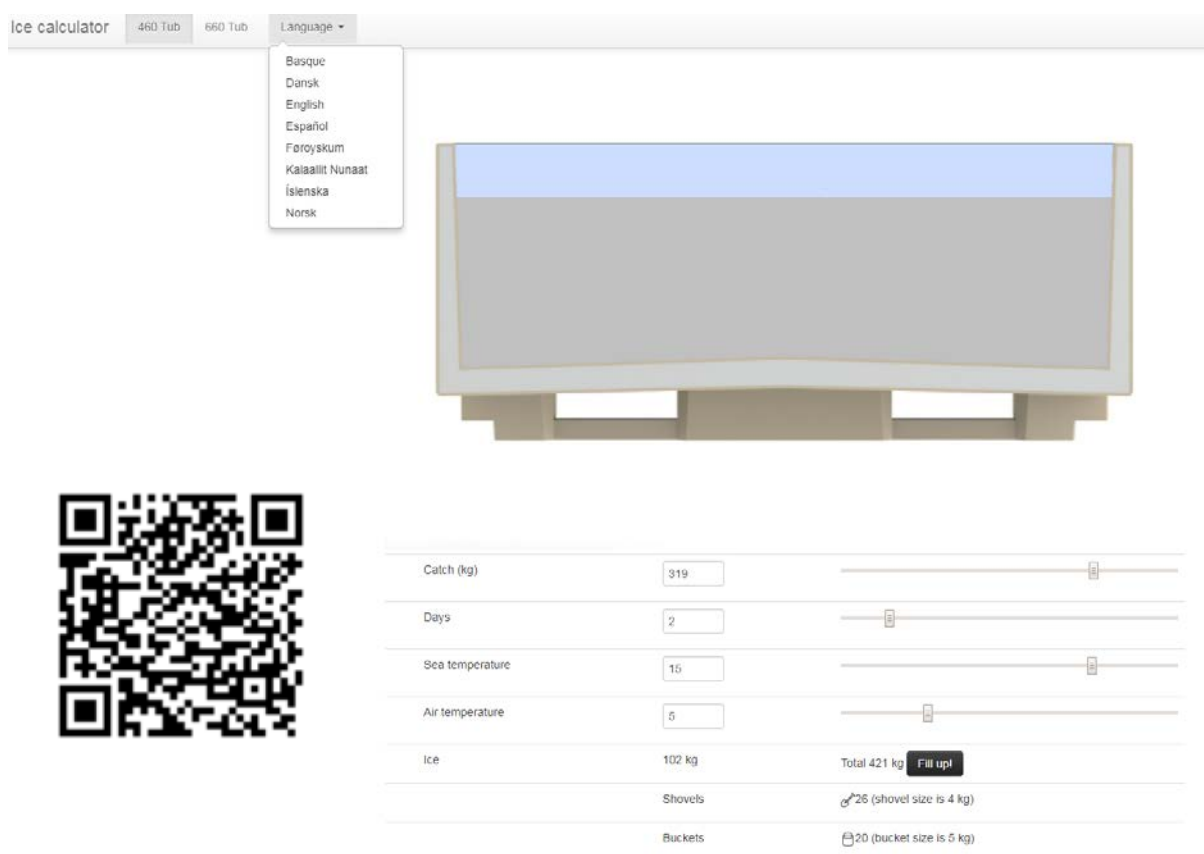 Ice calculator 460 Tub 660 Tub Language
Basque
Dansk
English
Español
Føroyskum
Kalaallit Nunaat
Íslenska
Norsk
Catch (kg) 319
Days 2
Sea temperature 15
Air temperature 5
Ice 102 kg Total 421 kg Fill up!
Shovels 26 (shovel size is 4 kg)
Buckets 20 (bucket size is 5 kg)